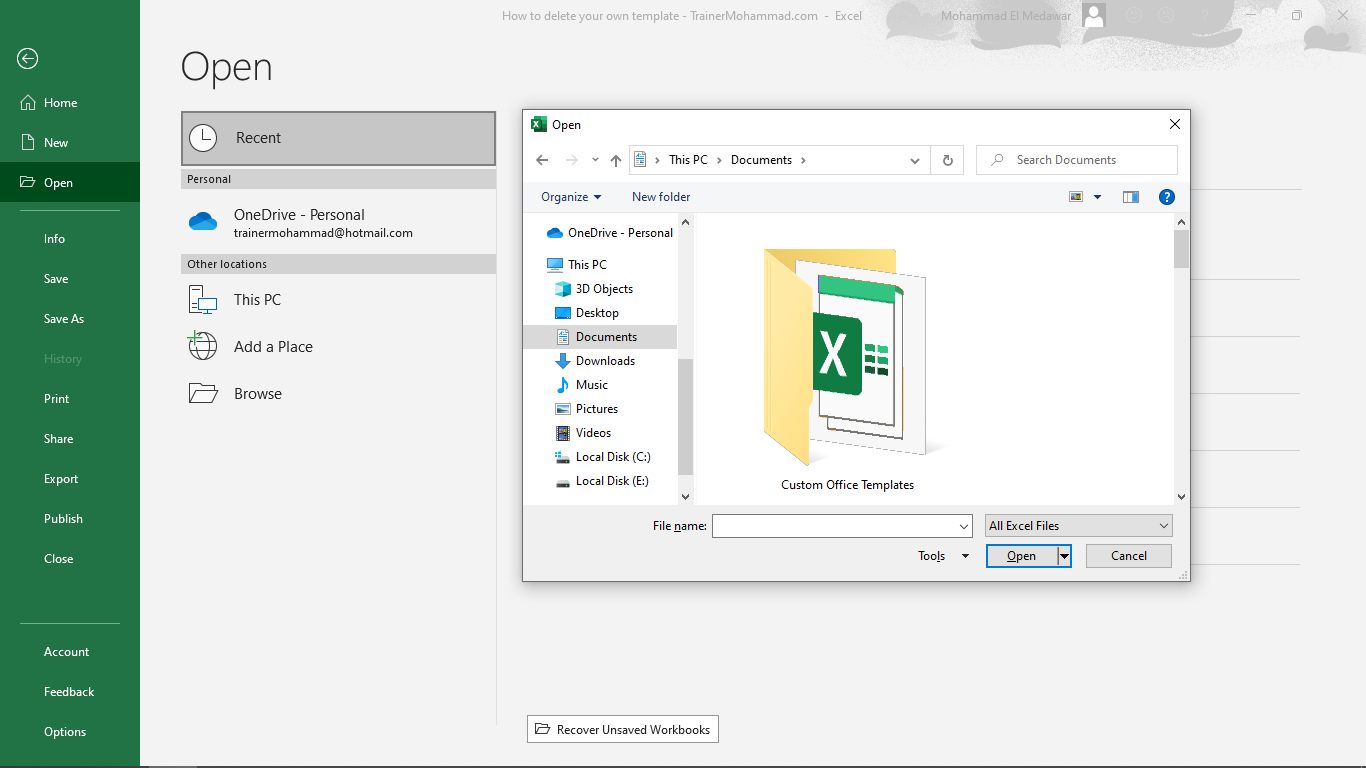 How to delete your own template - TrainerMohammad.com - Excel
Mohammad El Medawar
Home
New
Open
Info
Save
Save As
History
Print
Share
Export
Publish
Close
Account
Feedback
Options
Open
Recent
Personal
OneDrive - Personal
trainermohammad@hotmail.com
Other locations
This PC
Add a Place
Browse
Open
This PC > Documents >
Search Documents
Organize
New folder
?
OneDrive - Personal
This PC
3D Objects
Desktop
Documents
Downloads
Music
Pictures
Videos
Local Disk (C:)
Local Disk (E:)
X
Custom Office Templates
File name:
All Excel Files
Tools
Open
Cancel
Recover Unsaved Workbooks